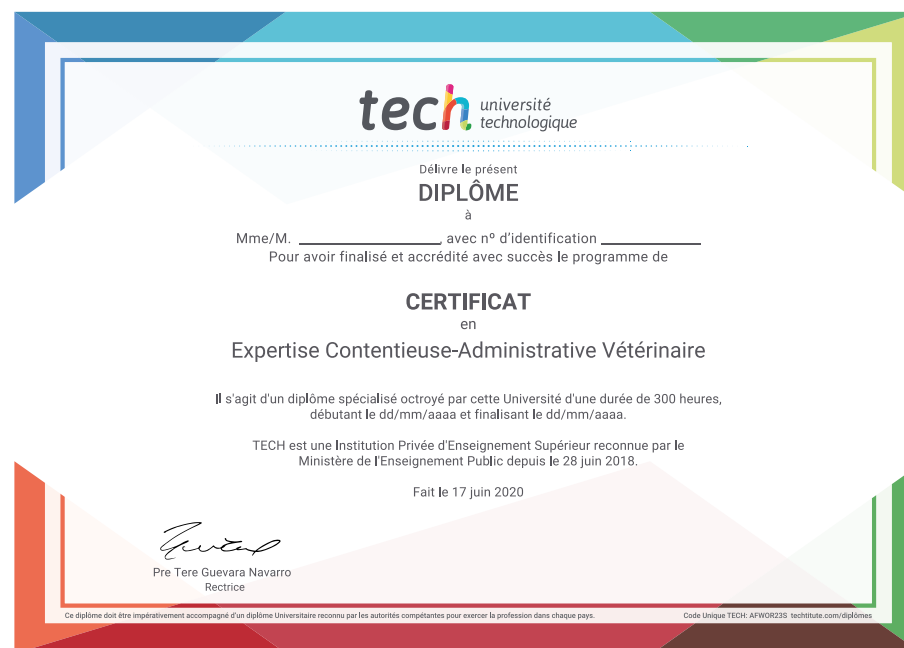 tech université
technologique
Délivre le présent
DIPLÔME
à
Mme/M. ____________________, avec nº d'identification ______________
Pour avoir finalisé et accrédité avec succès le programme de
CERTIFICAT
en
Expertise Contentieuse-Administrative Vétérinaire
Il s'agit d'un diplôme spécialisé octroyé par cette Université d'une durée de 300 heures,
débutant le dd/mm/aaaa et finalisant le dd/mm/aaaa.
TECH est une Institution Privée d'Enseignement Supérieur reconnue par le
Ministère de l'Enseignement Public depuis le 28 juin 2018.
Fait le 17 juin 2020
Pre Tere Guevara Navarro
Rectrice
Ce diplôme doit être impérativement accompagné d'un diplôme Universitaire reconnu par les autorités compétentes pour exercer la profession dans chaque pays.
Code Unique TECH: AFWOR23S techtitute.com/diplômes